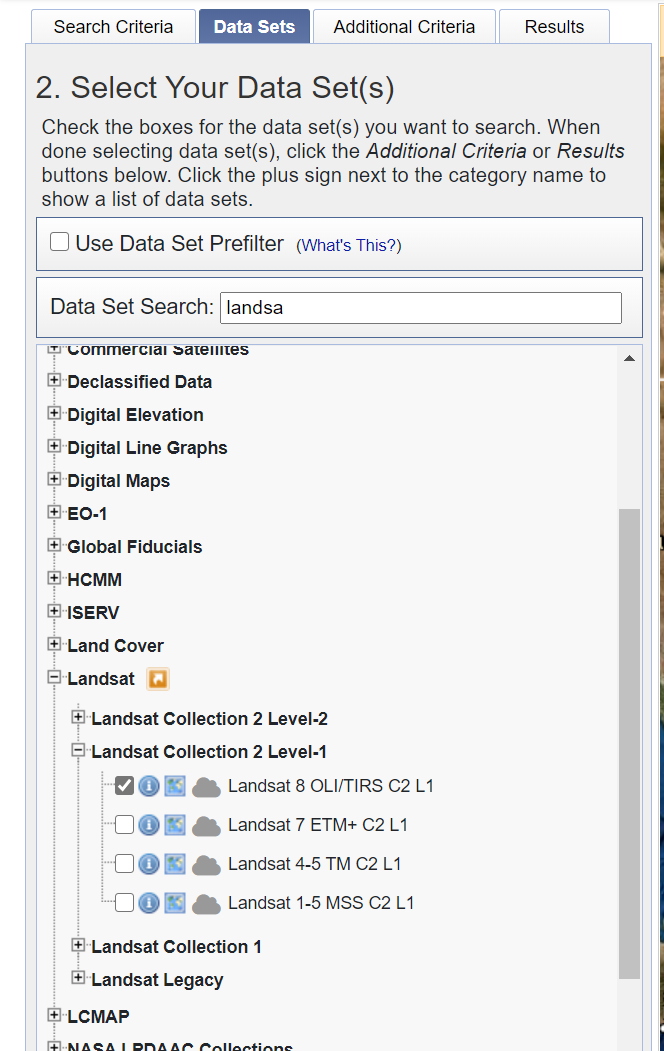 Search Criteria Data Sets Additional Criteria Results
2. Select Your Data Set(s)
Check the boxes for the data set(s) you want to search. When
done selecting data set(s), click the Additional Criteria or Results
buttons below. Click the plus sign next to the category name to
show a list of data sets.
Use Data Set Prefilter (What's This?)
Data Set Search: landsa
Commercial Satellites
Declassified Data
Digital Elevation
Digital Line Graphs
Digital Maps
EO-1
Global Fiducials
HCMM
ISERV
Land Cover
Landsat
Landsat Collection 2 Level-2
Landsat Collection 2 Level-1
Landsat 8 OLI/TIRS C2 L1
Landsat 7 ETM+ C2 L1
Landsat 4-5 TM C2 L1
Landsat 1-5 MSS C2 L1
Landsat Collection 1
Landsat Legacy
LCMAP
NASA LPDAAC Collections